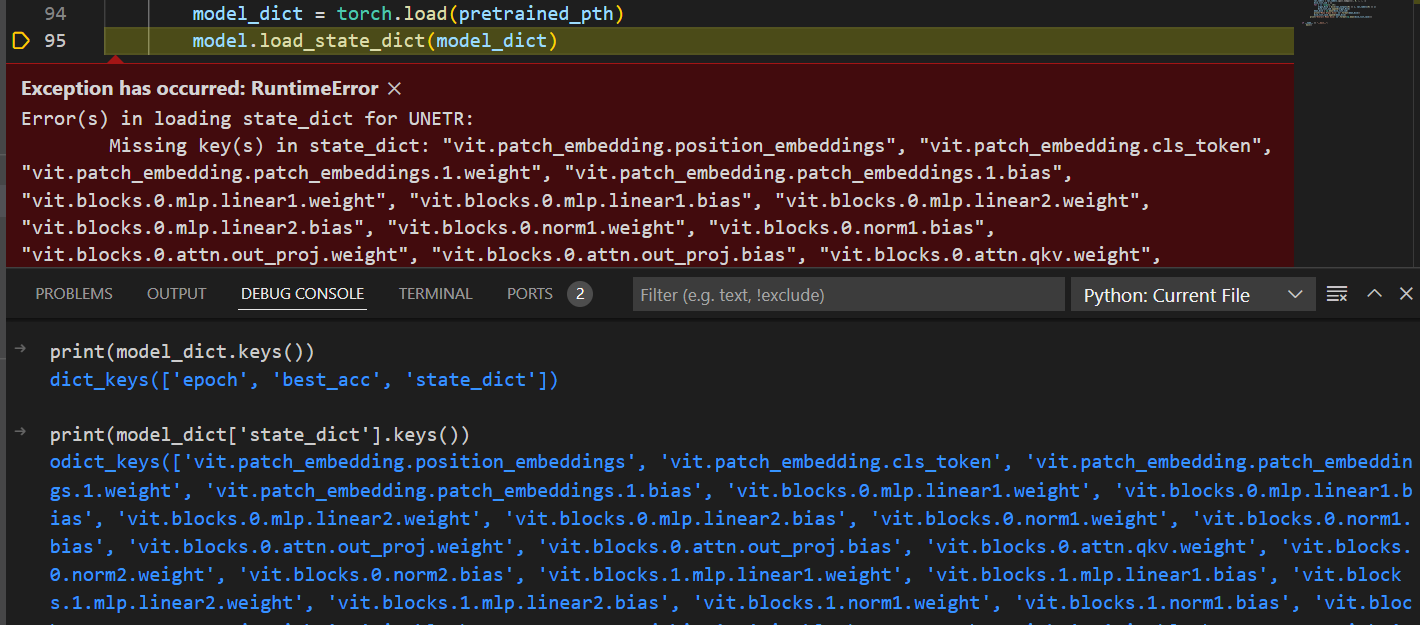 94 model_dict = torch.load(pretrained_pth)
95 model.load_state_dict(model_dict)
Exception has occurred: RuntimeError ×
Error(s) in loading state_dict for UNETR:
Missing key(s) in state_dict: "vit.patch_embedding.position_embeddings", "vit.patch_embedding.cls_token",
"vit.patch_embedding.patch_embeddings.1.weight", "vit.patch_embedding.patch_embeddings.1.bias",
"vit.blocks.0.mlp.linear1.weight", "vit.blocks.0.mlp.linear1.bias", "vit.blocks.0.mlp.linear2.weight",
"vit.blocks.0.mlp.linear2.bias", "vit.blocks.0.norm1.weight", "vit.blocks.0.norm1.bias",
"vit.blocks.0.attn.out_proj.weight", "vit.blocks.0.attn.out_proj.bias", "vit.blocks.0.attn.qkv.weight",
PROBLEMS OUTPUT DEBUG CONSOLE TERMINAL PORTS 2 Filter (e.g. text, !exclude) Python: Current File
print(model_dict.keys())
dict_keys(['epoch', 'best_acc', 'state_dict'])
print(model_dict['state_dict'].keys())
odict_keys(['vit.patch_embedding.position_embeddings', 'vit.patch_embedding.cls_token', 'vit.patch_embedding.patch_embeddin
gs.1.weight', 'vit.patch_embedding.patch_embeddings.1.bias', 'vit.blocks.0.mlp.linear1.weight', 'vit.blocks.0.mlp.linear1.b
ias', 'vit.blocks.0.mlp.linear2.weight', 'vit.blocks.0.mlp.linear2.bias', 'vit.blocks.0.norm1.weight', 'vit.blocks.0.norm1.
bias', 'vit.blocks.0.attn.out_proj.weight', 'vit.blocks.0.attn.out_proj.bias', 'vit.blocks.0.attn.qkv.weight', 'vit.blocks.
0.norm2.weight', 'vit.blocks.0.norm2.bias', 'vit.blocks.1.mlp.linear1.weight', 'vit.blocks.1.mlp.linear1.bias', 'vit.block
s.1.mlp.linear2.weight', 'vit.blocks.1.mlp.linear2.bias', 'vit.blocks.1.norm1.weight', 'vit.blocks.1.norm1.bias', 'vit.bloc